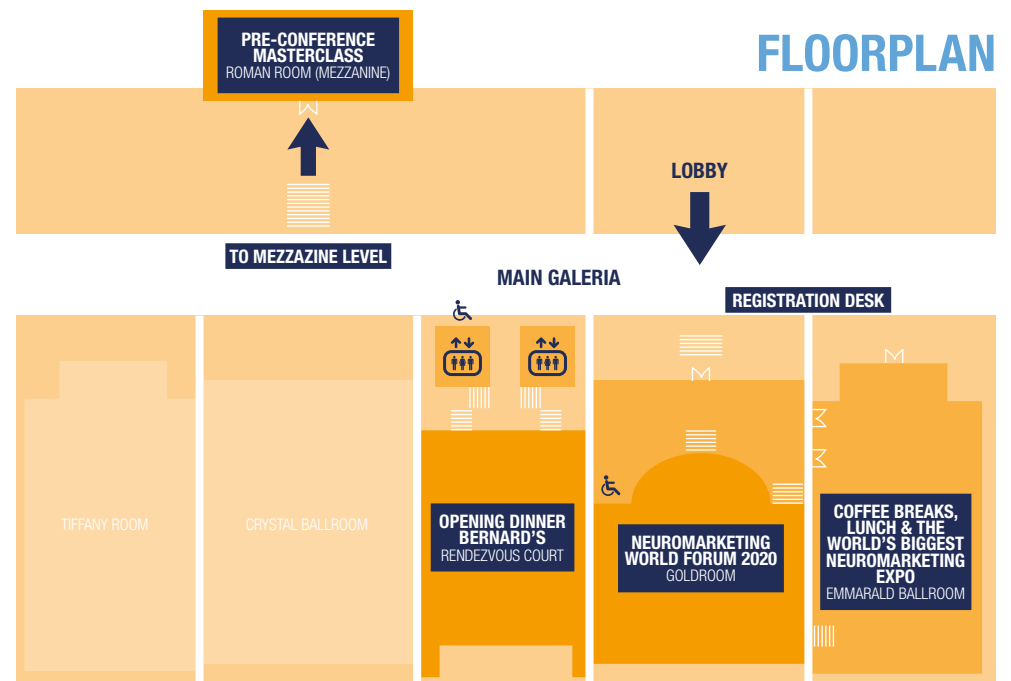 PRE-CONFERENCE
MASTERCLASS
ROMAN ROOM (MEZZANINE)
FLOORPLAN
LOBBY
TO MEZZAZINE LEVEL
MAIN GALERIA
REGISTRATION DESK
TIFFANY ROOM
CRYSTAL BALLROOM
OPENING DINNER
BERNARD'S
RENDEZVOUS COURT
NEUROMARKETING
WORLD FORUM 2020
GOLDROOM
COFFEE BREAKS,
LUNCH & THE
WORLD'S BIGGEST
NEUROMARKETING
EXPO
EMMARALD BALLROOM